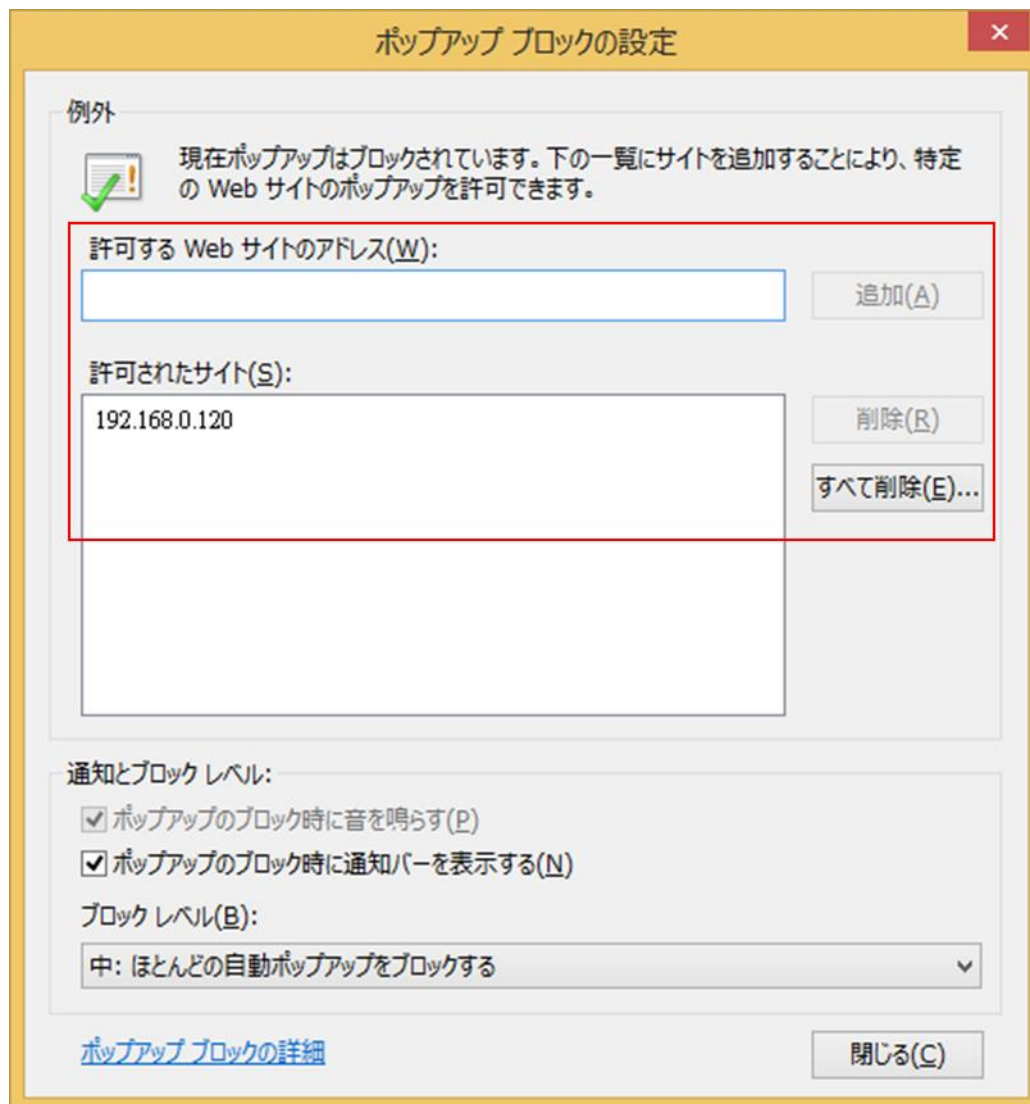 ポップアップ ブロックの設定
例外
現在ポップアップはブロックされています。下の一覧にサイトを追加することにより、特定
の Web サイトのポップアップを許可できます。
許可する Web サイトのアドレス(W):
追加(A)
許可されたサイト(S):
192.168.0.120
削除(R)
すべて削除(E)...
通知とブロック レベル:
ポップアップのブロック時に音を鳴らす(P)
ポップアップのブロック時に通知バーを表示する(N)
ブロック レベル(B):
中: ほとんどの自動ポップアップをブロックする
ポップアップ ブロックの詳細
閉じる(C)